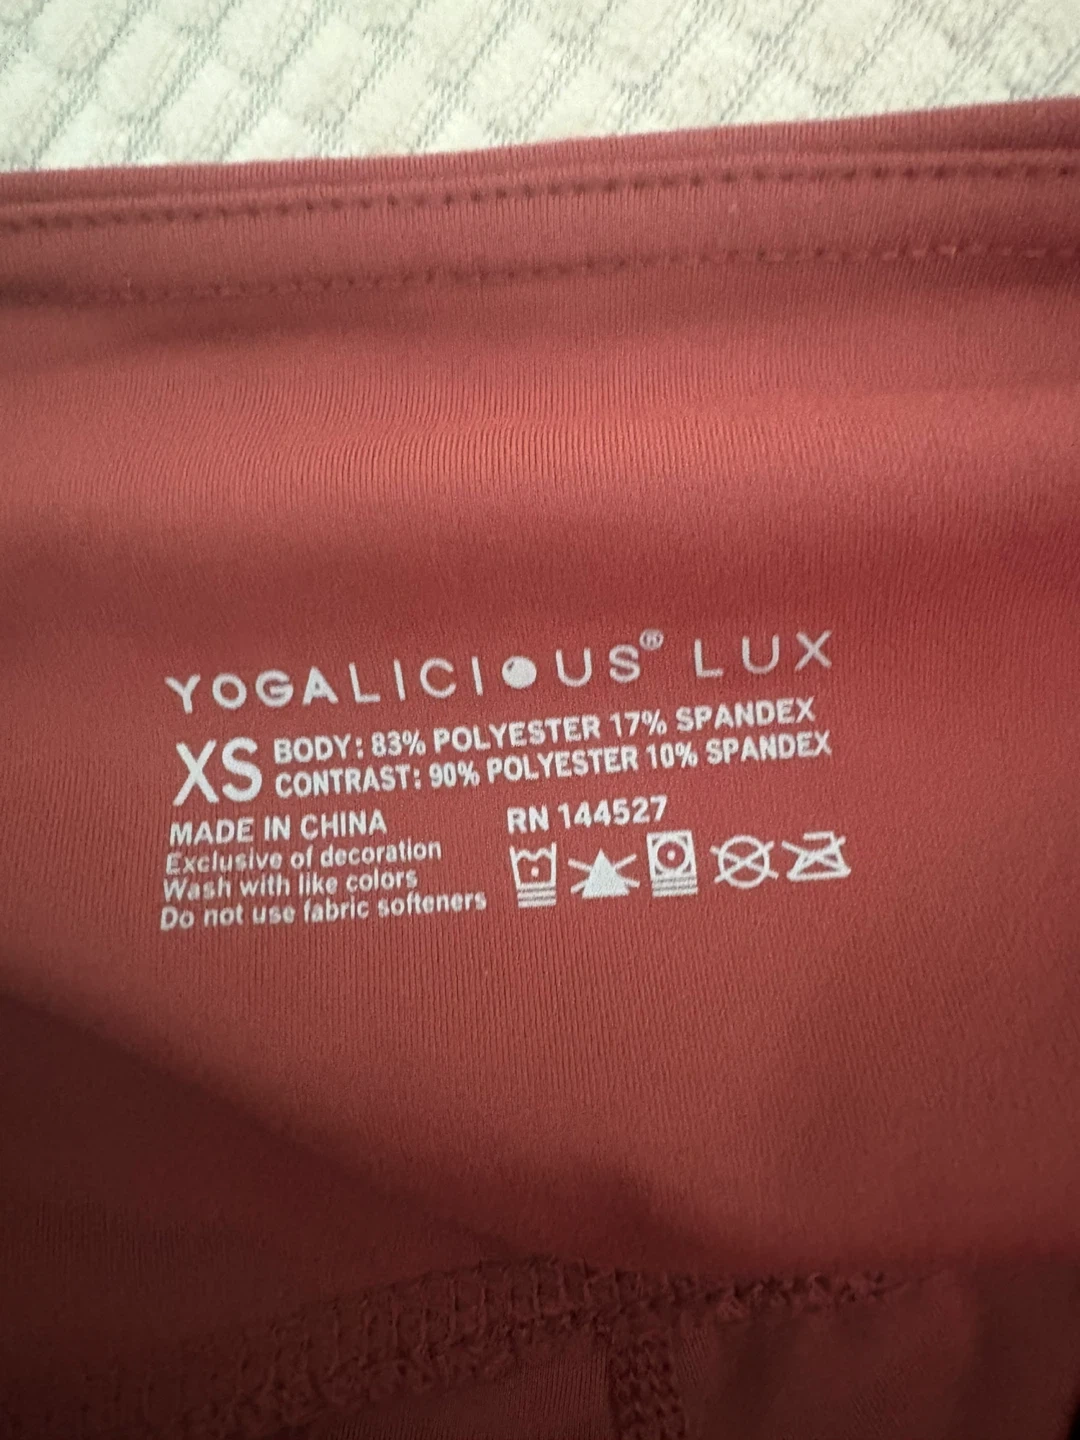 YOGALICIOUS® LUX
XS
BODY: 83% POLYESTER 17% SPANDEX
CONTRAST: 90% POLYESTER 10% SPANDEX
MADE IN CHINA
Exclusive of decoration
Wash with like colors
Do not use fabric softeners
RN 144527